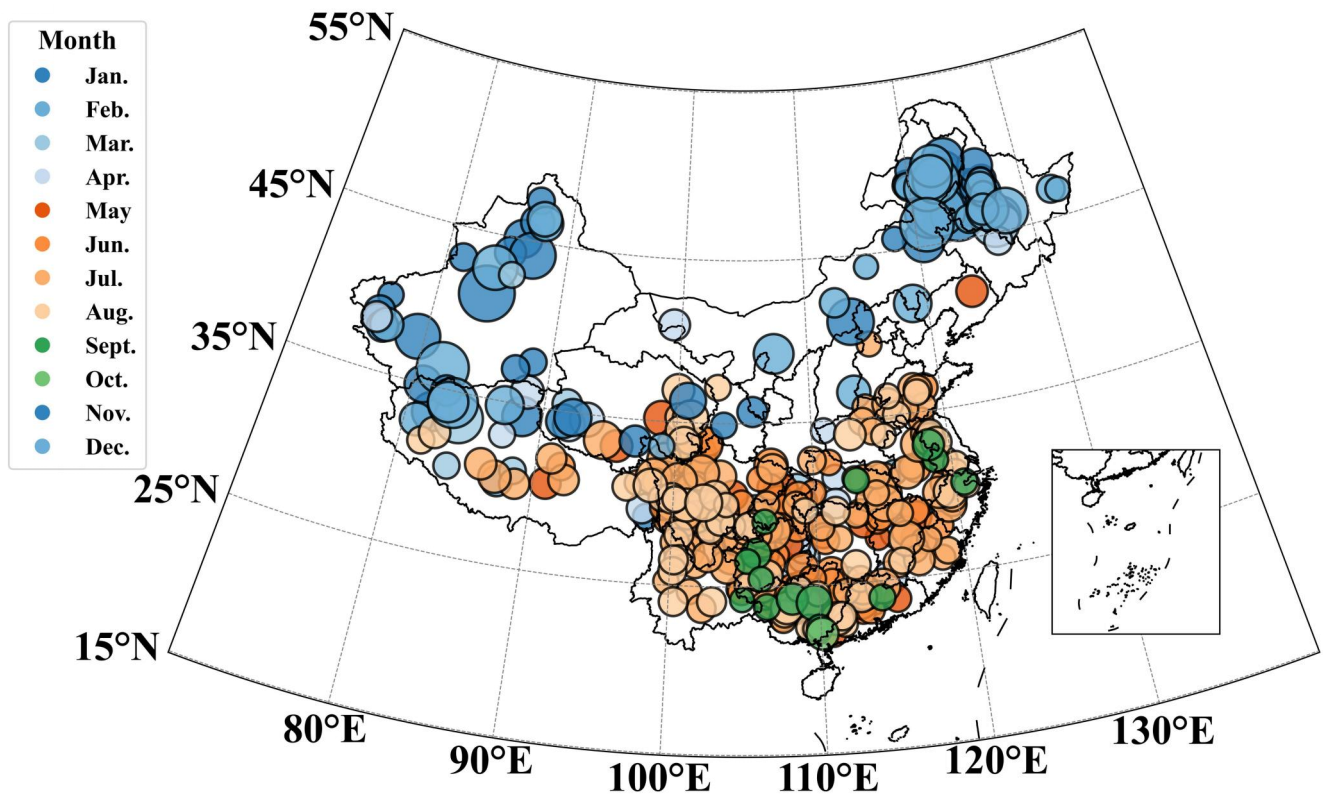 Month
Jan.
Feb.
Mar.
Apr.
May
Jun.
Jul.
Aug.
Sept.
Oct.
Nov.
Dec.
55°N
45°N
35°N
25°N
15°N
80°E
90°E
100°E
110°E
120°E
130°E